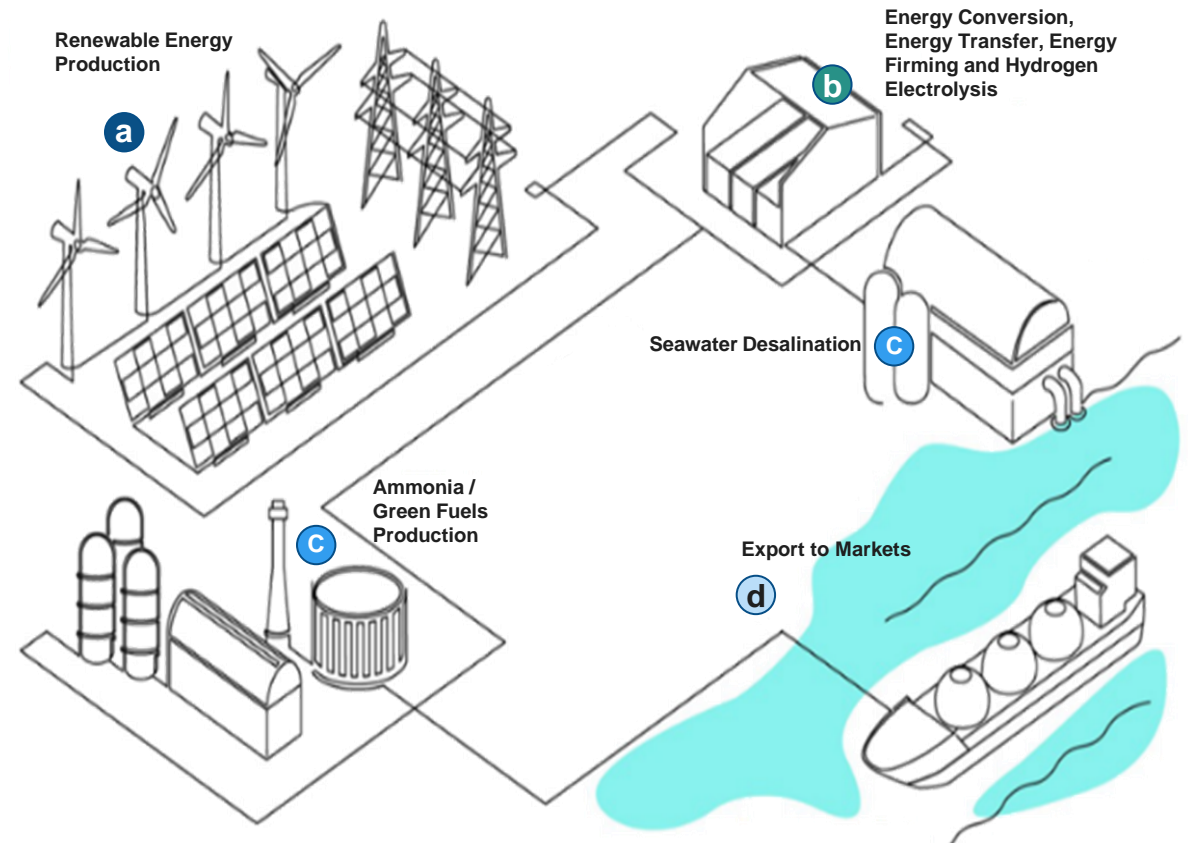 Renewable Energy
Production
a
Energy Conversion,
Energy Transfer, Energy
Firming and Hydrogen
Electrolysis
b
Seawater Desalination
C
Ammonia /
Green Fuels
Production
C
Export to Markets
d